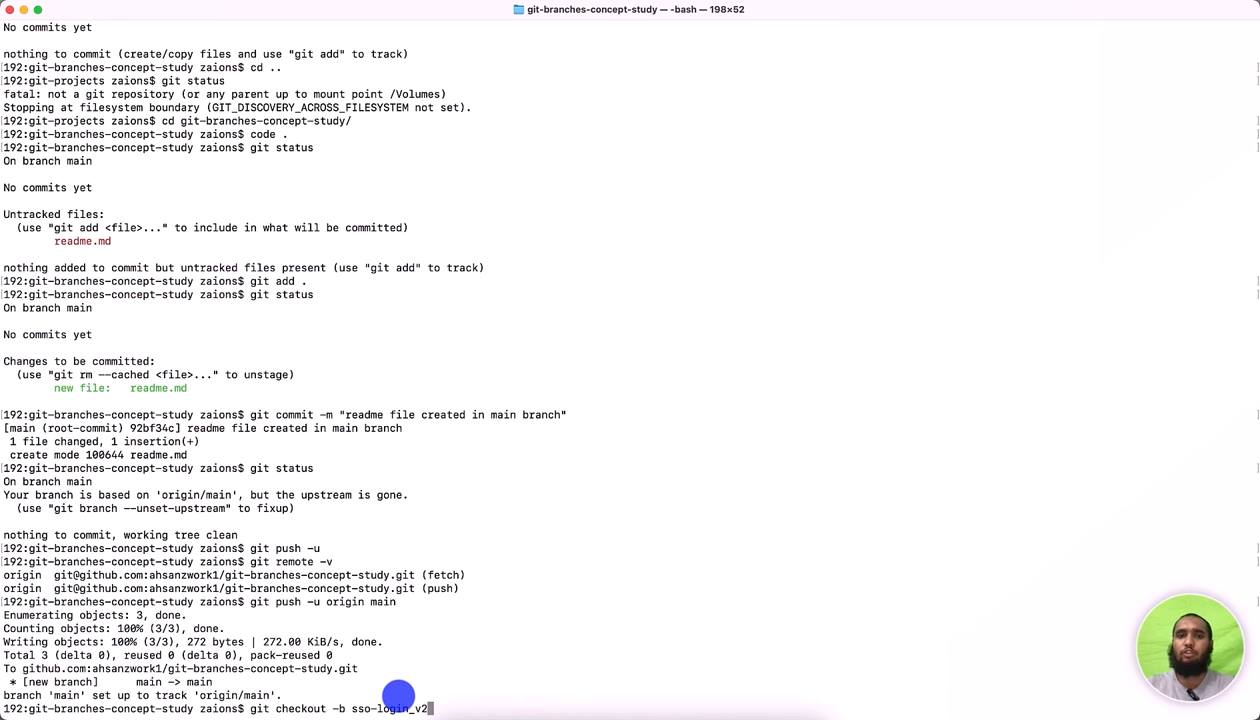 git-branches-concept-study — -bash — 198×52
No commits yet
nothing to commit (create/copy files and use "git add" to track)
192:git-branches-concept-study zaions$ cd ..
192:git-projects zaions$ git status
fatal: not a git repository (or any parent up to mount point /Volumes)
Stopping at filesystem boundary (GIT_DISCOVERY_ACROSS_FILESYSTEM not set).
192:git-projects zaions$ cd git-branches-concept-study/
192:git-branches-concept-study zaions$ code .
192:git-branches-concept-study zaions$ git status
On branch main
No commits yet
Untracked files:
  (use "git add <file>..." to include in what will be committed)
        readme.md
nothing added to commit but untracked files present (use "git add" to track)
192:git-branches-concept-study zaions$ git add .
192:git-branches-concept-study zaions$ git status
On branch main
No commits yet
Changes to be committed:
  (use "git rm --cached <file>..." to unstage)
        new file:   readme.md
192:git-branches-concept-study zaions$ git commit -m "readme file created in main branch"
[main (root-commit) 92bf34c] readme file created in main branch
 1 file changed, 1 insertion(+)
 create mode 100644 readme.md
192:git-branches-concept-study zaions$ git status
On branch main
Your branch is based on 'origin/main', but the upstream is gone.
  (use "git branch --unset-upstream" to fixup)
nothing to commit, working tree clean
192:git-branches-concept-study zaions$ git push -u
192:git-branches-concept-study zaions$ git remote -v
origin  git@github.com:ahsanzwork1/git-branches-concept-study.git (fetch)
origin  git@github.com:ahsanzwork1/git-branches-concept-study.git (push)
192:git-branches-concept-study zaions$ git push -u origin main
Enumerating objects: 3, done.
Counting objects: 100% (3/3), done.
Writing objects: 100% (3/3), 272 bytes | 272.00 KiB/s, done.
Total 3 (delta 0), reused 0 (delta 0), pack-reused 0
To github.com:ahsanzwork1/git-branches-concept-study.git
 * [new branch]      main -> main
branch 'main' set up to track 'origin/main'.
192:git-branches-concept-study zaions$ git checkout -b sso-login_v2